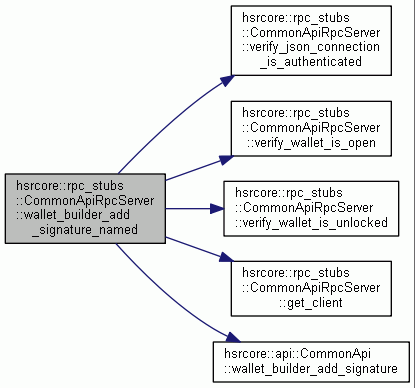 hsrcore::rpc_stubs
::CommonApiRpcServer
::verify_json_connection
_is_authenticated
hsrcore::rpc_stubs
::CommonApiRpcServer
::verify_wallet_is_open
hsrcore::rpc_stubs
::CommonApiRpcServer
::wallet_builder_add
_signature_named
hsrcore::rpc_stubs
::CommonApiRpcServer
::verify_wallet_is_unlocked
hsrcore::rpc_stubs
::CommonApiRpcServer
::get_client
hsrcore::api::CommonApi
::wallet_builder_add_signature